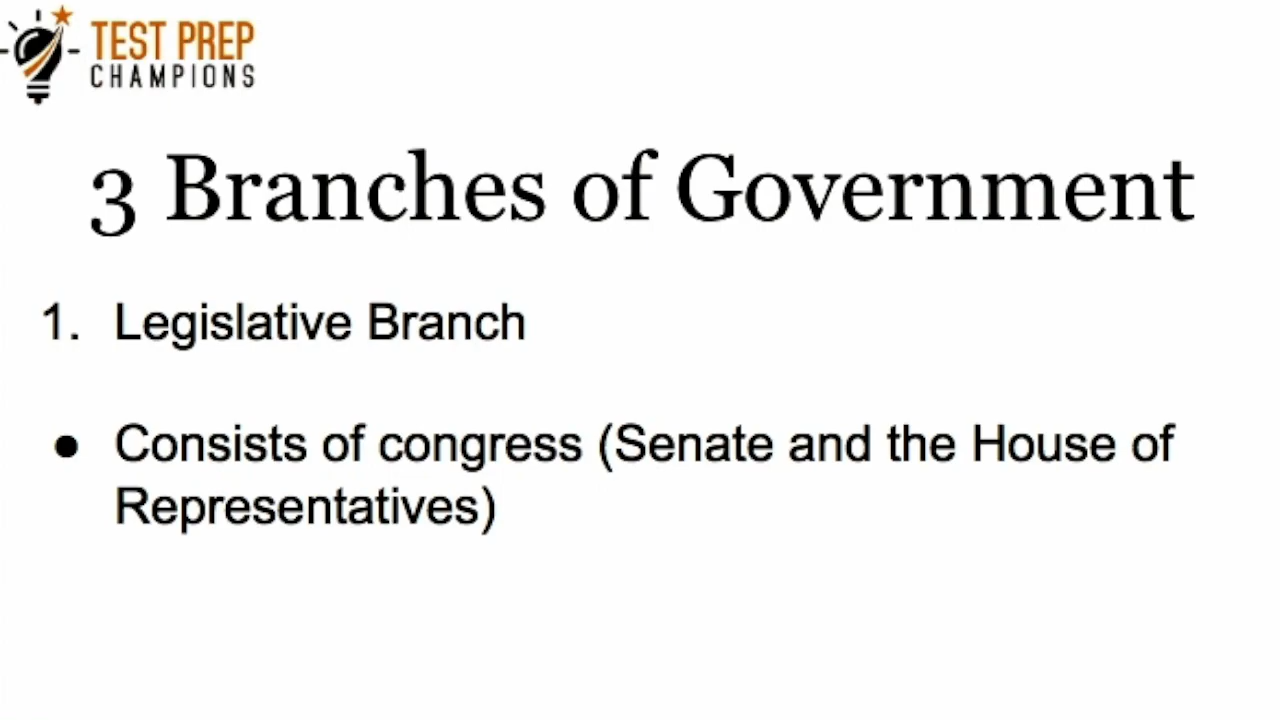 TEST PREP
CHAMPIONS
3 Branches of Government
1. Legislative Branch
● Consists of congress (Senate and the House of
Representatives)